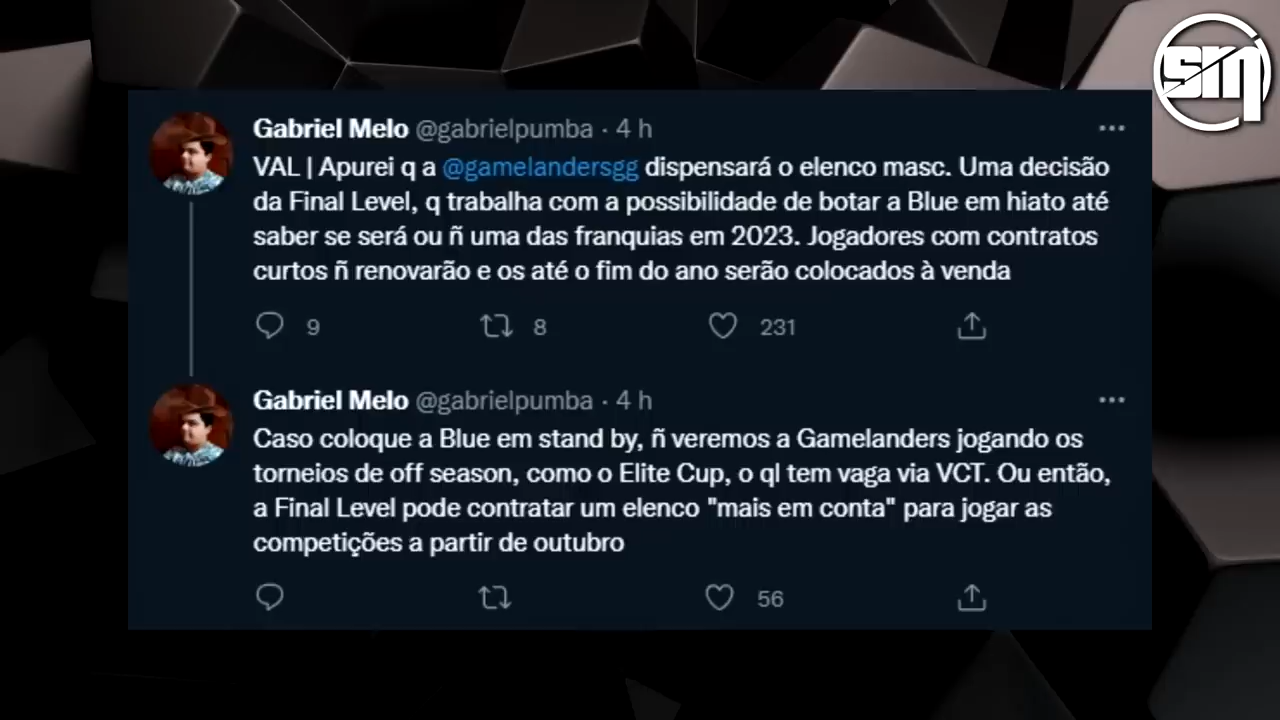 SM
Gabriel Melo @gabrielpumba · 4 h
VAL | Apurei q a @gamelandersgg dispensará o elenco masc. Uma decisão
da Final Level, q trabalha com a possibilidade de botar a Blue em hiato até
saber se será ou ñ uma das franquias em 2023. Jogadores com contratos
curtos ñ renovarão e os até o fim do ano serão colocados à venda
9 8 231
Gabriel Melo @gabrielpumba · 4 h
Caso coloque a Blue em stand by, ñ veremos a Gamelanders jogando os
torneios de off season, como o Elite Cup, o ql tem vaga via VCT. Ou então,
a Final Level pode contratar um elenco "mais em conta" para jogar as
competições a partir de outubro
56